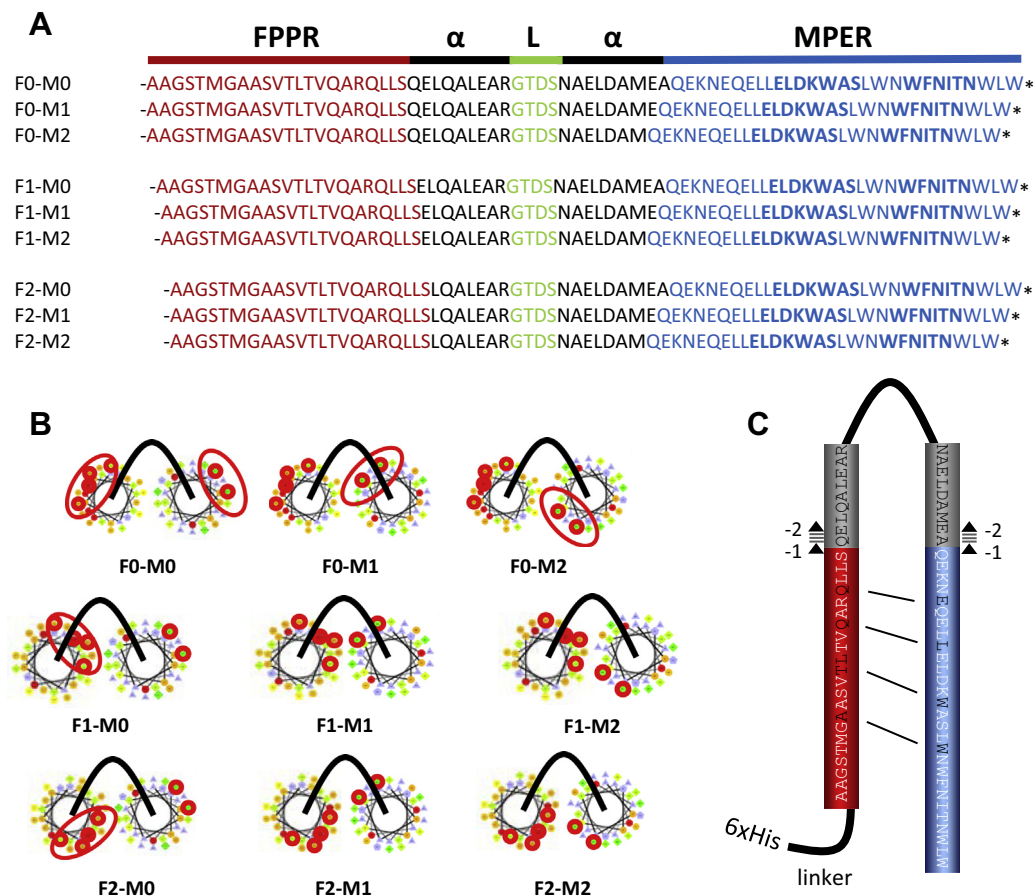 A
FPPR α L α MPER
F0-M0 -AAGSTMGAASVTLTVQARQLLSQELQALEARGTDSNAELDAMEAQEKNEQELLELDKWASLWNWFNITNWLW*
F0-M1 -AAGSTMGAASVTLTVQARQLLSQELQALEARGTDSNAELDAMEQEKNEQELLELDKWASLWNWFNITNWLW*
F0-M2 -AAGSTMGAASVTLTVQARQLLSQELQALEARGTDSNAELDAMQEKNEQELLELDKWASLWNWFNITNWLW*
F1-M0 -AAGSTMGAASVTLTVQARQLLSELQALEARGTDSNAELDAMEAQEKNEQELLELDKWASLWNWFNITNWLW*
F1-M1 -AAGSTMGAASVTLTVQARQLLSELQALEARGTDSNAELDAMEQEKNEQELLELDKWASLWNWFNITNWLW*
F1-M2 -AAGSTMGAASVTLTVQARQLLSELQALEARGTDSNAELDAMQEKNEQELLELDKWASLWNWFNITNWLW*
F2-M0 -AAGSTMGAASVTLTVQARQLLSLQALEARGTDSNAELDAMEAQEKNEQELLELDKWASLWNWFNITNWLW*
F2-M1 -AAGSTMGAASVTLTVQARQLLSLQALEARGTDSNAELDAMEQEKNEQELLELDKWASLWNWFNITNWLW*
F2-M2 -AAGSTMGAASVTLTVQARQLLSLQALEARGTDSNAELDAMQEKNEQELLELDKWASLWNWFNITNWLW*
B
F0-M0 F0-M1 F0-M2
F1-M0 F1-M1 F1-M2
F2-M0 F2-M1 F2-M2
C
-2
-1
AAGSTMGAASVTLTVQARQLLS QELQALEAR
NAELDAMEA QEKNEQELLELDKWASLWNWFNITNWLW
-2
-1
6xHis
linker